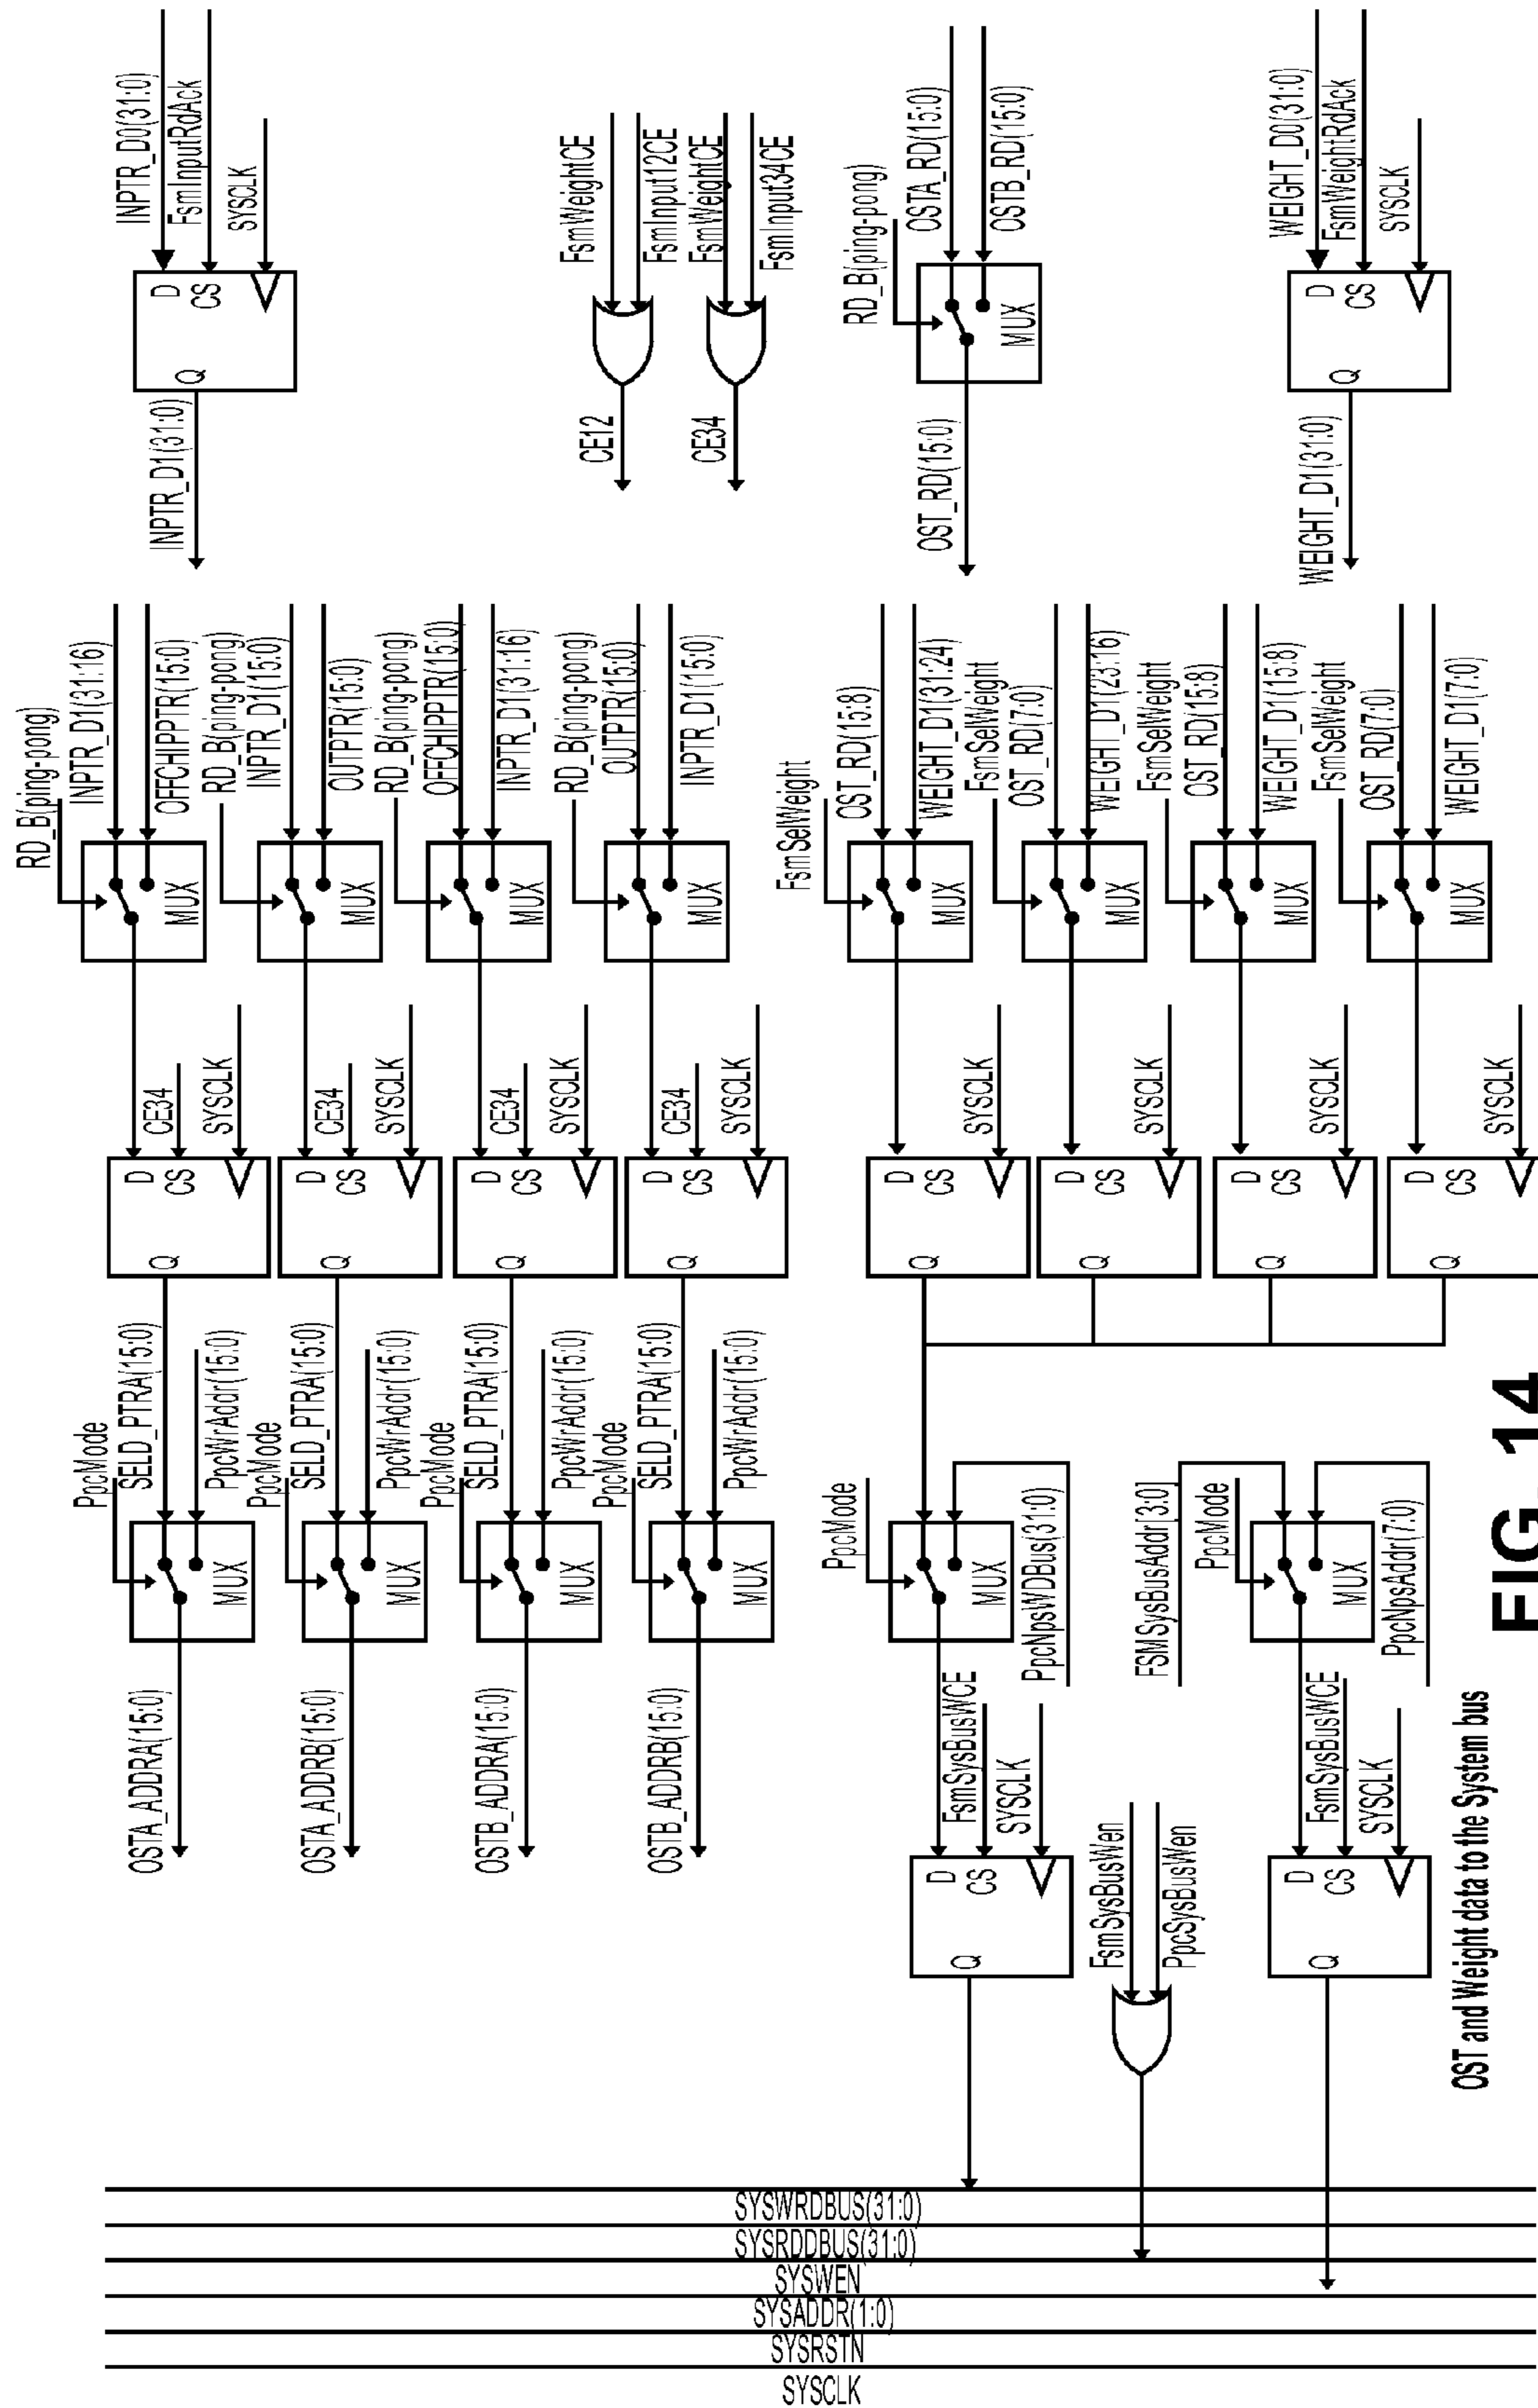 INPTR_D0(31:0)
FsmInputRdAck
SYSCLK
D
CS
Q
INPTR_D1(31:0)
FsmWeightCE
FsmInput12CE
CE12
FsmWeightCE
FsmInput34CE
CE34
RD_B(ping-pong)
OSTA_RD(15:0)
OSTB_RD(15:0)
MUX
OST_RD(15:0)
WEIGHT_D0(31:0)
FsmWeightRdAck
SYSCLK
D
CS
Q
WEIGHT_D1(31:0)
RD_B(ping-pong)
INPTR_D1(31:16)
OFFCHIPPTR(15:0)
MUX
RD_B(ping-pong)
INPTR_D1(15:0)
OUTPTR(15:0)
MUX
RD_B(ping-pong)
OFFCHIPPTR(15:0)
INPTR_D1(31:16)
MUX
RD_B(ping-pong)
OUTPTR(15:0)
INPTR_D1(15:0)
MUX
FsmSelWeight
OST_RD(15:8)
WEIGHT_D1(31:24)
MUX
FsmSelWeight
OST_RD(7:0)
WEIGHT_D1(23:16)
MUX
FsmSelWeight
OST_RD(15:8)
WEIGHT_D1(15:8)
MUX
FsmSelWeight
OST_RD(7:0)
WEIGHT_D1(7:0)
MUX
CE34
SYSCLK
D
CS
Q
CE34
SYSCLK
D
CS
Q
CE34
SYSCLK
D
CS
Q
CE34
SYSCLK
D
CS
Q
SYSCLK
D
CS
Q
SYSCLK
D
CS
Q
SYSCLK
D
CS
Q
SYSCLK
D
CS
Q
PpcMode
SELD_PTRA(15:0)
PpcWrAddr(15:0)
MUX
OSTA_ADDRA(15:0)
PpcMode
SELD_PTRA(15:0)
PpcWrAddr(15:0)
MUX
OSTA_ADDRB(15:0)
PpcMode
SELD_PTRA(15:0)
PpcWrAddr(15:0)
MUX
OSTB_ADDRA(15:0)
PpcMode
SELD_PTRA(15:0)
PpcWrAddr(15:0)
MUX
OSTB_ADDRB(15:0)
PpcMode
MUX
PpcNpsWDBus(31:0)
FSMSysBusAddr[3:0]
PpcMode
MUX
PpcNpsAddr(7:0)
FsmSysBusWCE
SYSCLK
D
CS
Q
FsmSysBusWen
PpcSysBusWen
FsmSysBusWCE
SYSCLK
D
CS
Q
SYSWRDBUS(31:0)
SYSRDDBUS(31:0)
SYSWEN
SYSADDR(1:0)
SYSRSTN
SYSCLK
OST and Weight data to the System bus
FIG. 14